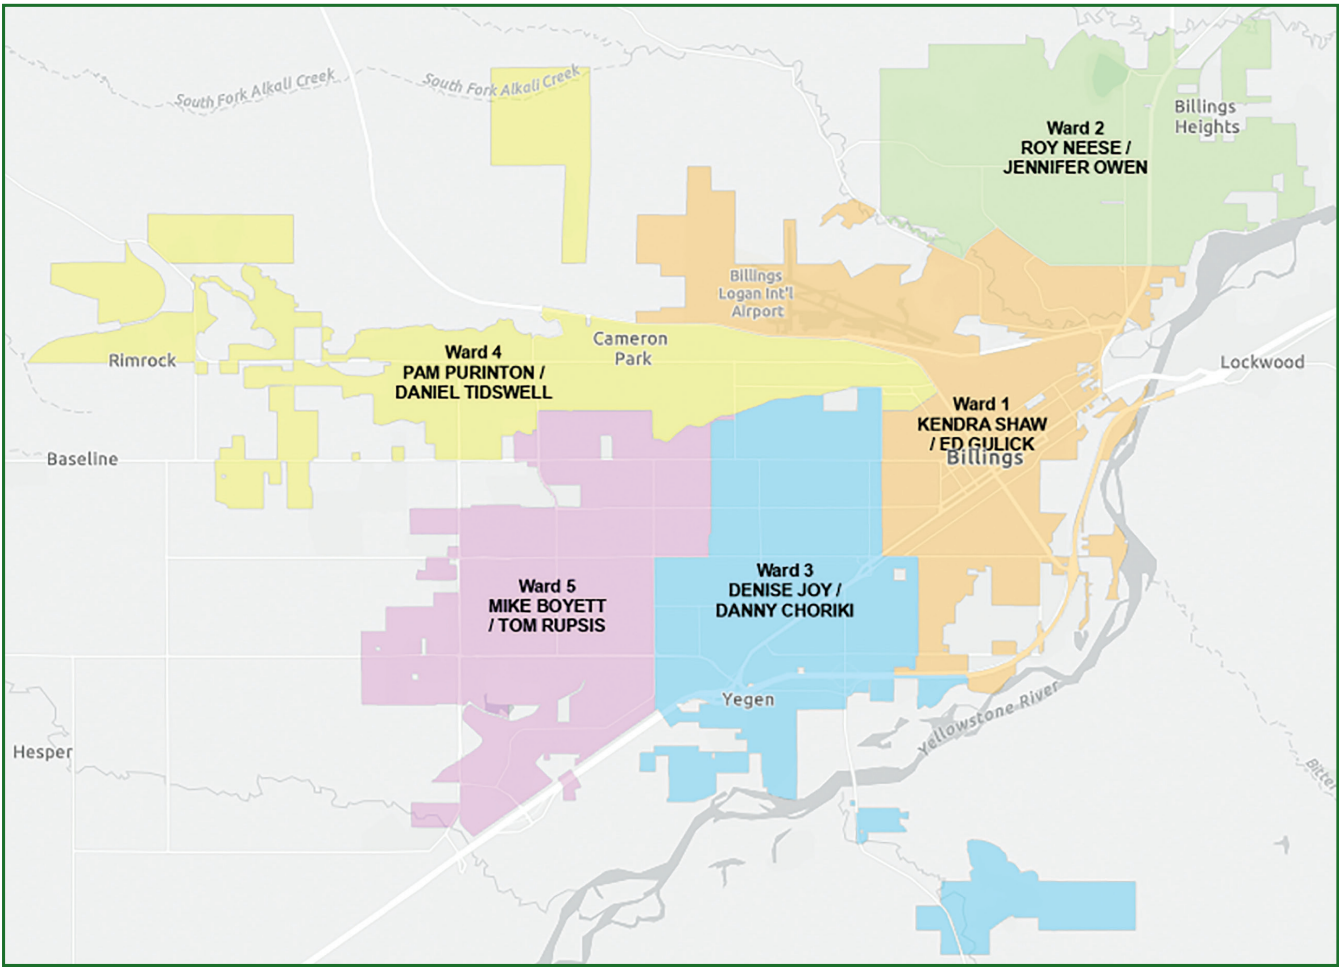 South Fork Alkali Creek
South Fork Alkali Creek
Billings
Heights
Ward 2
ROY NEESE /
JENNIFER OWEN
Billings
Logan Int'l
Airport
Cameron
Park
Rimrock
Ward 4
PAM PURINTON /
DANIEL TIDSWELL
Lockwood
Ward 1
KENDRA SHAW
/ ED GULICK
Billings
Baseline
Ward 5
MIKE BOYETT
/ TOM RUPSIS
Ward 3
DENISE JOY /
DANNY CHORIKI
Yegen
Yellowstone River
Hesper
Bitter